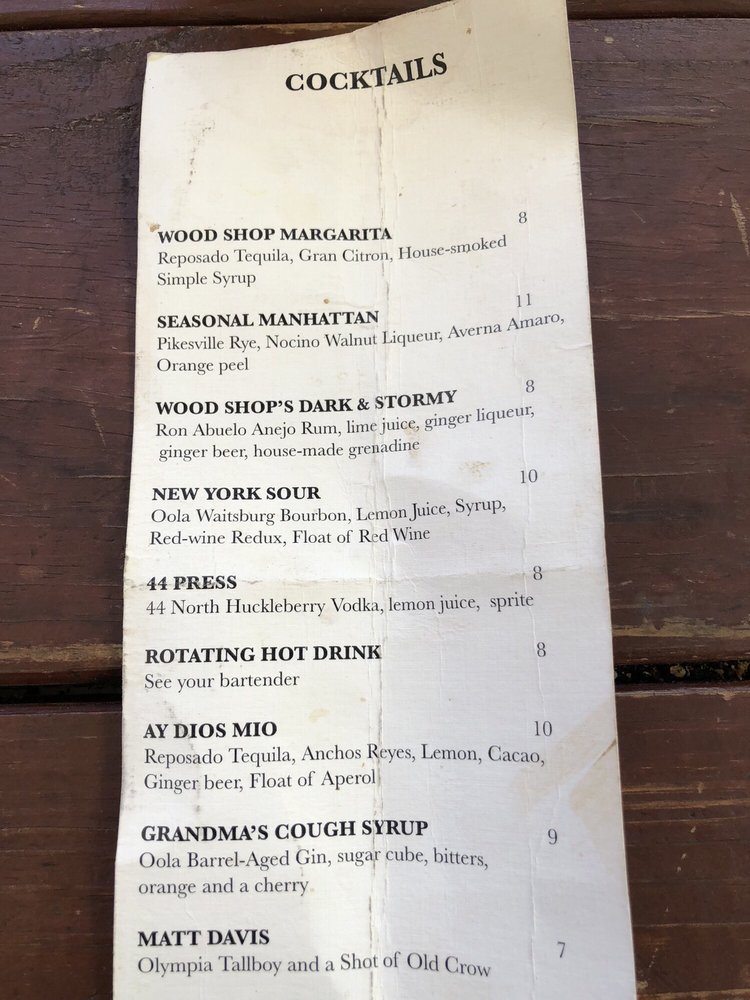 COCKTAILS
WOOD SHOP MARGARITA 8
Reposado Tequila, Gran Citron, House-smoked
Simple Syrup
SEASONAL MANHATTAN 11
Pikesville Rye, Nocino Walnut Liqueur, Averna Amaro,
Orange peel
WOOD SHOP'S DARK & STORMY 8
Ron Abuelo Anejo Rum, lime juice, ginger liqueur,
ginger beer, house-made grenadine
NEW YORK SOUR 10
Oola Waitsburg Bourbon, Lemon Juice, Syrup,
Red-wine Redux, Float of Red Wine
44 PRESS 8
44 North Huckleberry Vodka, lemon juice, sprite
ROTATING HOT DRINK 8
See your bartender
AY DIOS MIO 10
Reposado Tequila, Anchos Reyes, Lemon, Cacao,
Ginger beer, Float of Aperol
GRANDMA'S COUGH SYRUP 9
Oola Barrel-Aged Gin, sugar cube, bitters,
orange and a cherry
MATT DAVIS 7
Olympia Tallboy and a Shot of Old Crow